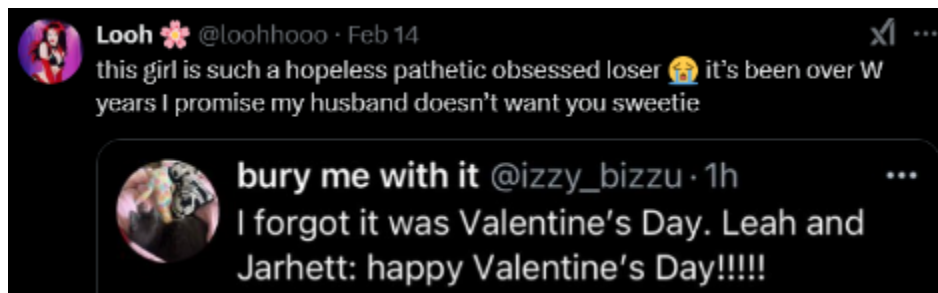 Looh 🌸 @loohhooo · Feb 14
this girl is such a hopeless pathetic obsessed loser 😭 it's been over W
years I promise my husband doesn't want you sweetie
bury me with it @izzy_bizzu · 1h
I forgot it was Valentine's Day. Leah and
Jarhett: happy Valentine's Day!!!!!